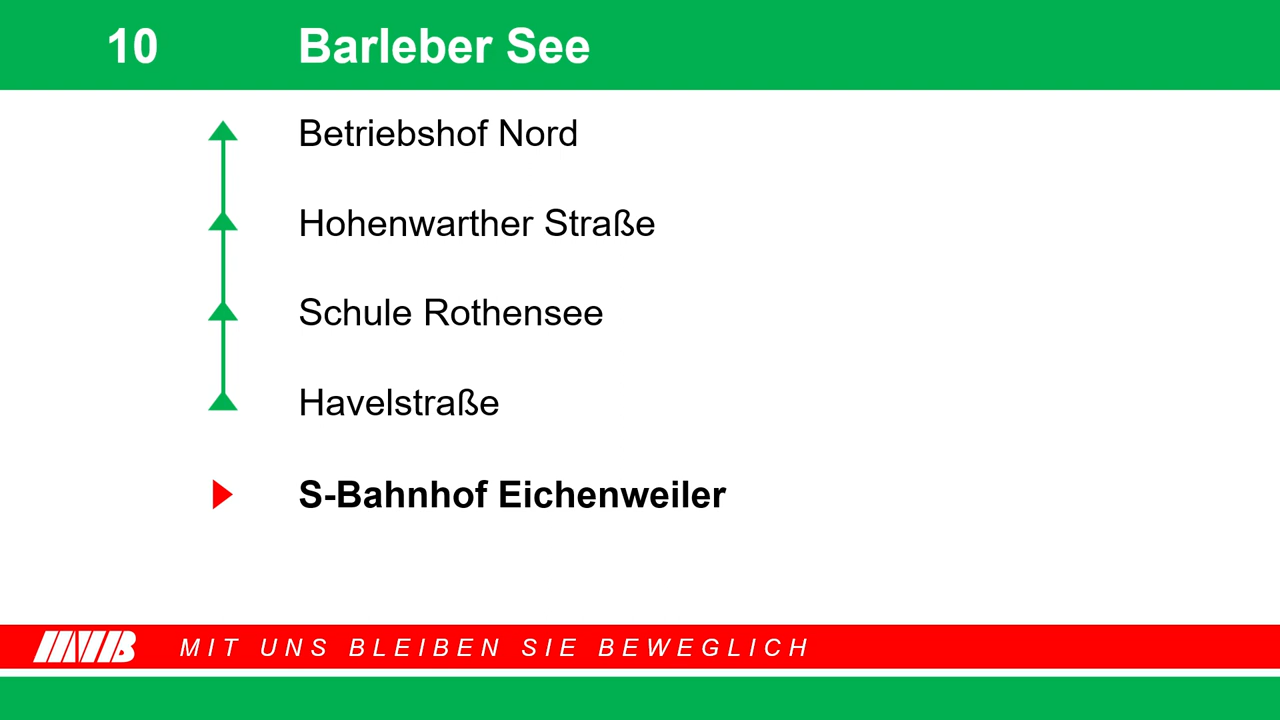 10 Barleber See
Betriebshof Nord
Hohenwarther Straße
Schule Rothensee
Havelstraße
S-Bahnhof Eichenweiler
MVB MIT UNS BLEIBEN SIE BEWEGLICH